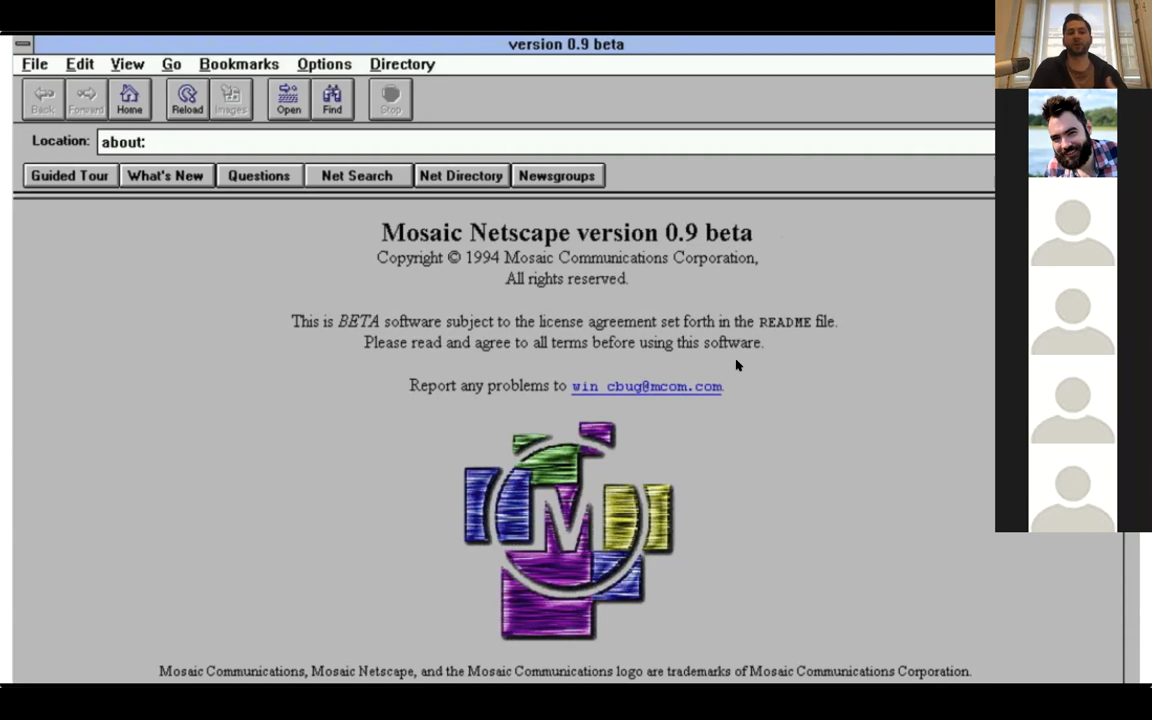 version 0.9 beta
File Edit View Go Bookmarks Options Directory
Back Forward Home Reload Images Open Find Stop
Location: about:
Guided Tour What's New Questions Net Search Net Directory Newsgroups
Mosaic Netscape version 0.9 beta
Copyright © 1994 Mosaic Communications Corporation,
All rights reserved.
This is BETA software subject to the license agreement set forth in the README file.
Please read and agree to all terms before using this software.
Report any problems to win_cbug@mcom.com.
M
Mosaic Communications, Mosaic Netscape, and the Mosaic Communications logo are trademarks of Mosaic Communications Corporation.